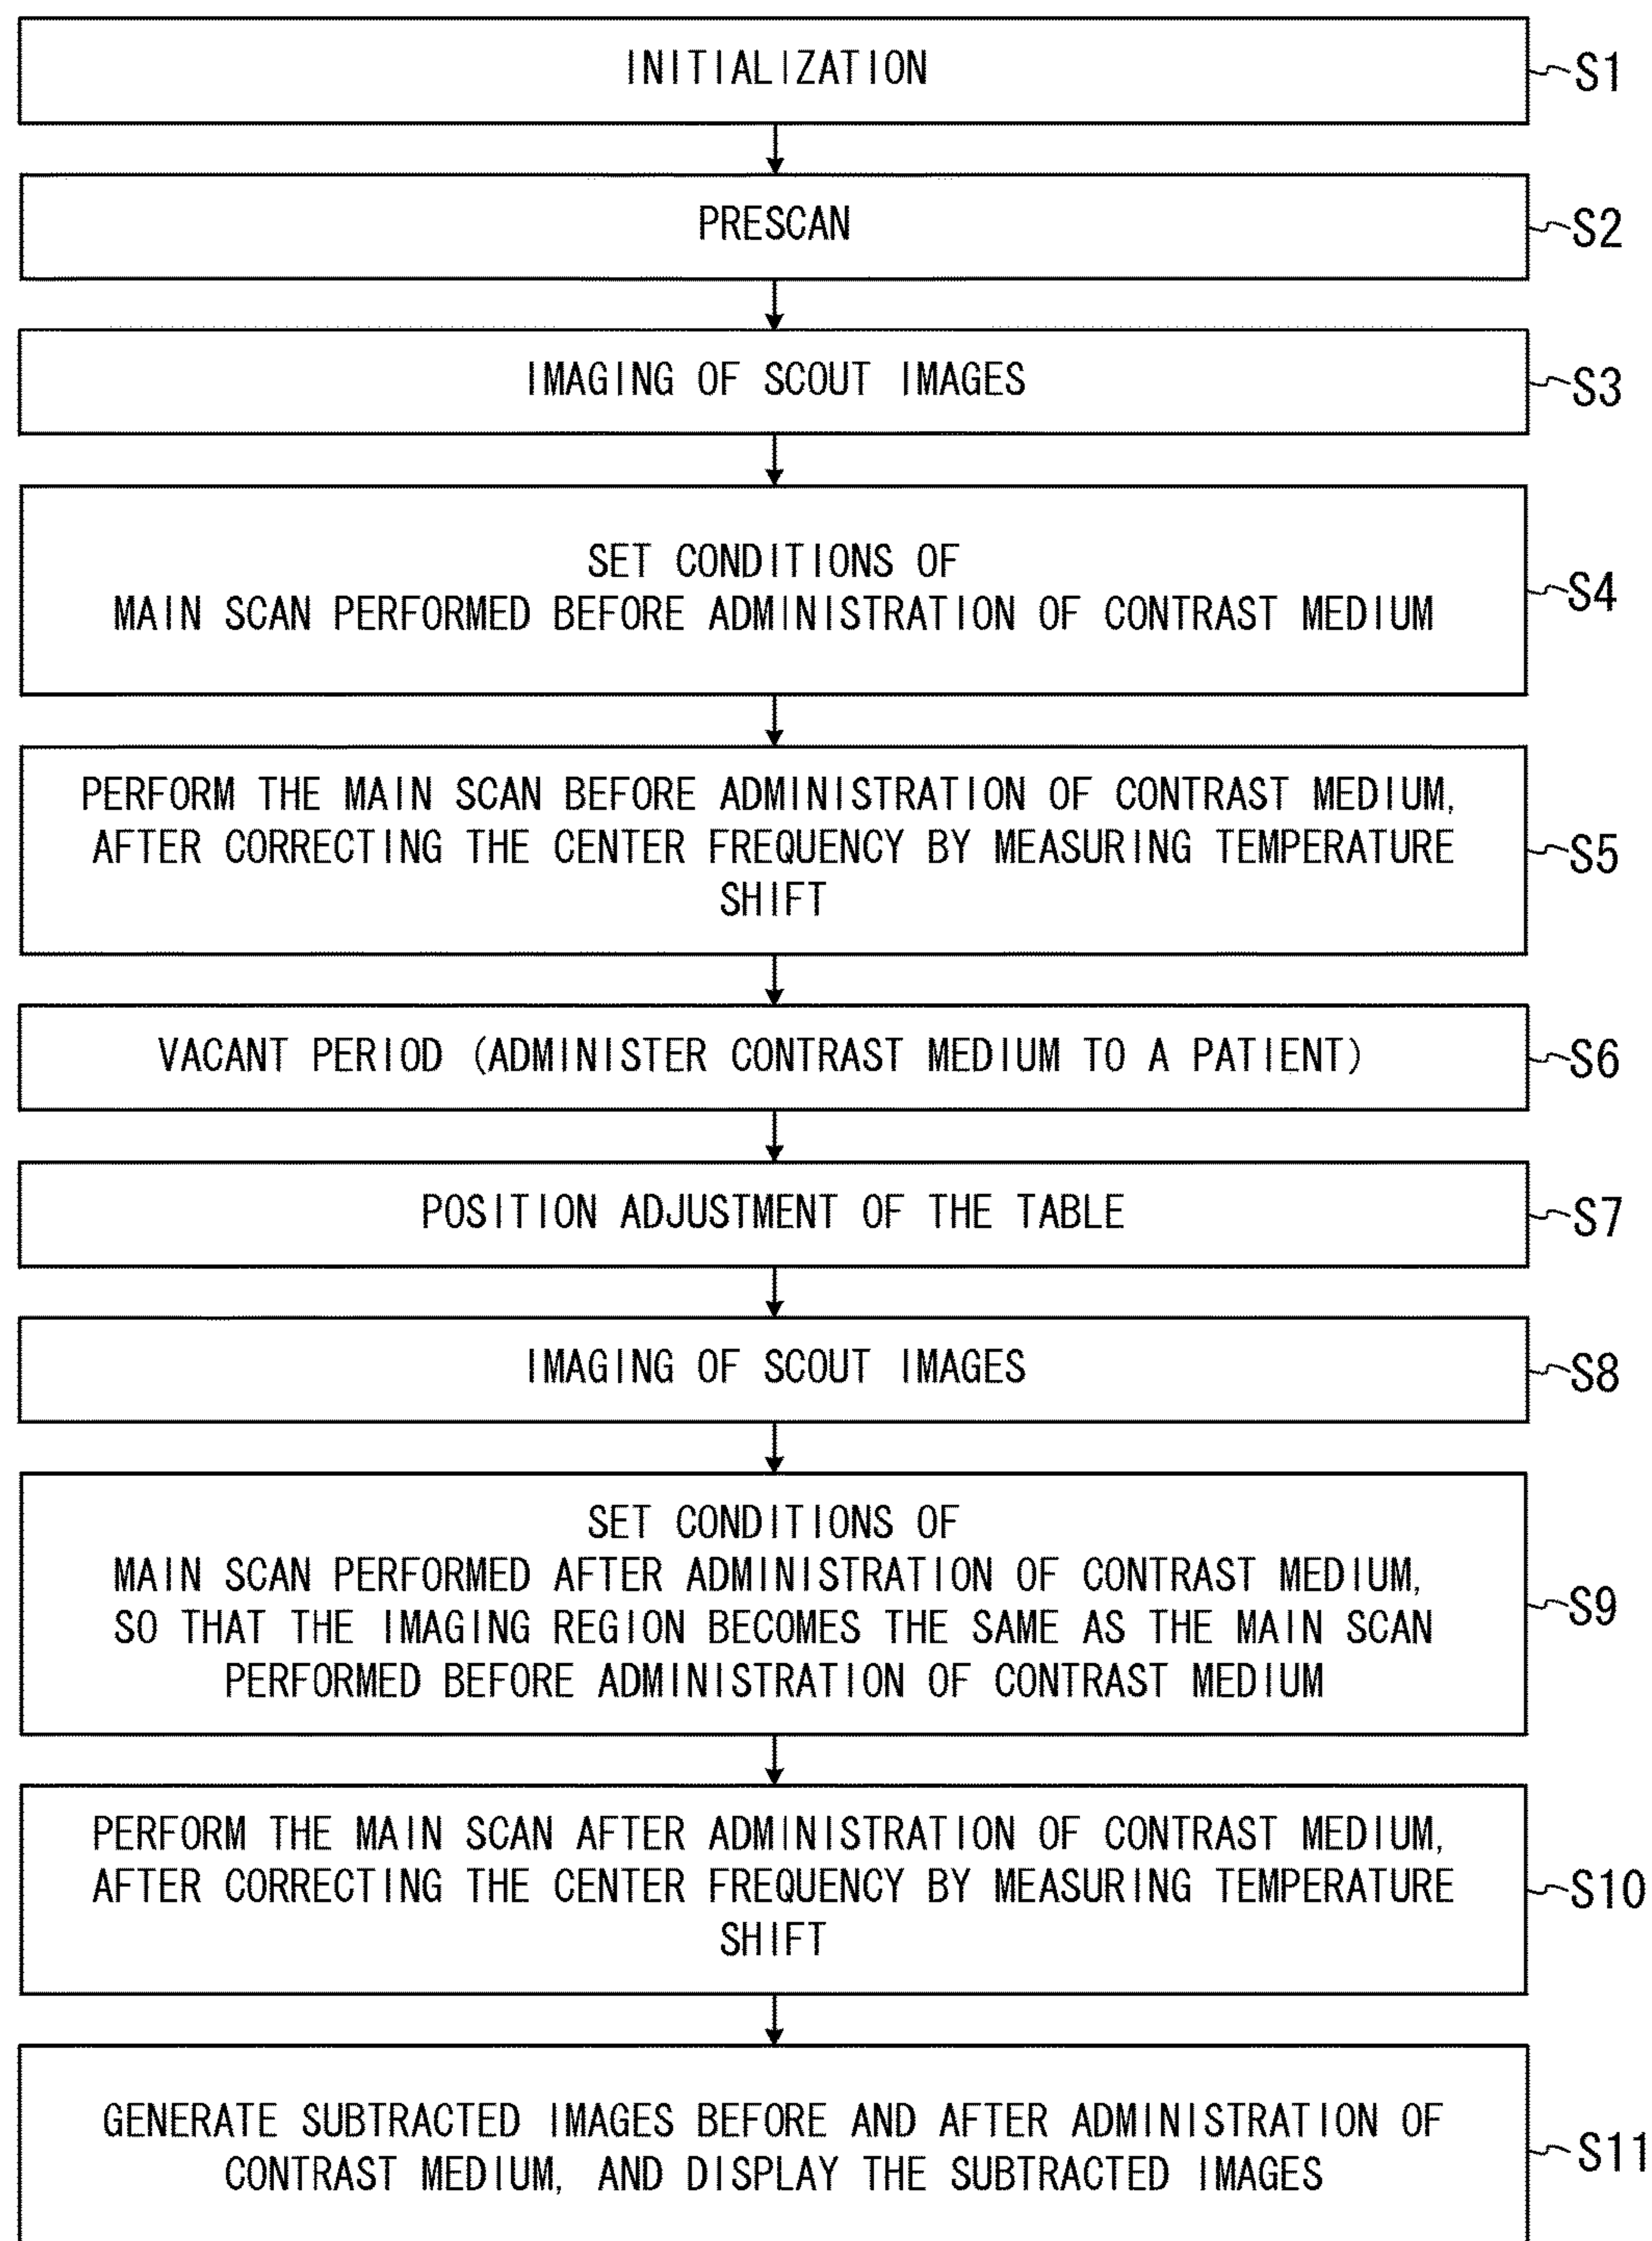 INITIALIZATION
S1
PRESCAN
S2
IMAGING OF SCOUT IMAGES
S3
SET CONDITIONS OF
MAIN SCAN PERFORMED BEFORE ADMINISTRATION OF CONTRAST MEDIUM
S4
PERFORM THE MAIN SCAN BEFORE ADMINISTRATION OF CONTRAST MEDIUM,
AFTER CORRECTING THE CENTER FREQUENCY BY MEASURING TEMPERATURE
SHIFT
S5
VACANT PERIOD (ADMINISTER CONTRAST MEDIUM TO A PATIENT)
S6
POSITION ADJUSTMENT OF THE TABLE
S7
IMAGING OF SCOUT IMAGES
S8
SET CONDITIONS OF
MAIN SCAN PERFORMED AFTER ADMINISTRATION OF CONTRAST MEDIUM,
SO THAT THE IMAGING REGION BECOMES THE SAME AS THE MAIN SCAN
PERFORMED BEFORE ADMINISTRATION OF CONTRAST MEDIUM
S9
PERFORM THE MAIN SCAN AFTER ADMINISTRATION OF CONTRAST MEDIUM,
AFTER CORRECTING THE CENTER FREQUENCY BY MEASURING TEMPERATURE
SHIFT
S10
GENERATE SUBTRACTED IMAGES BEFORE AND AFTER ADMINISTRATION OF
CONTRAST MEDIUM, AND DISPLAY THE SUBTRACTED IMAGES
S11